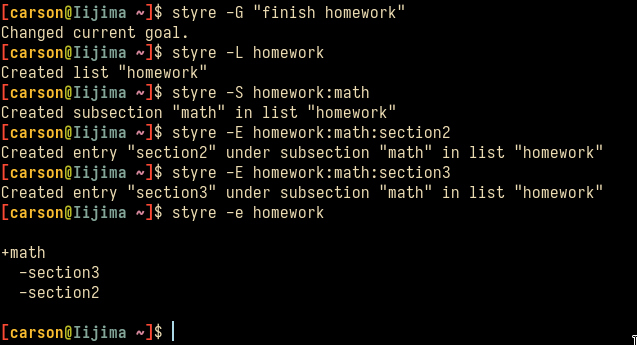 [carson@Iijima ~]$ styre -G "finish homework"
Changed current goal.
[carson@Iijima ~]$ styre -L homework
Created list "homework"
[carson@Iijima ~]$ styre -S homework:math
Created subsection "math" in list "homework"
[carson@Iijima ~]$ styre -E homework:math:section2
Created entry "section2" under subsection "math" in list "homework"
[carson@Iijima ~]$ styre -E homework:math:section3
Created entry "section3" under subsection "math" in list "homework"
[carson@Iijima ~]$ styre -e homework
+math
  -section3
  -section2
[carson@Iijima ~]$